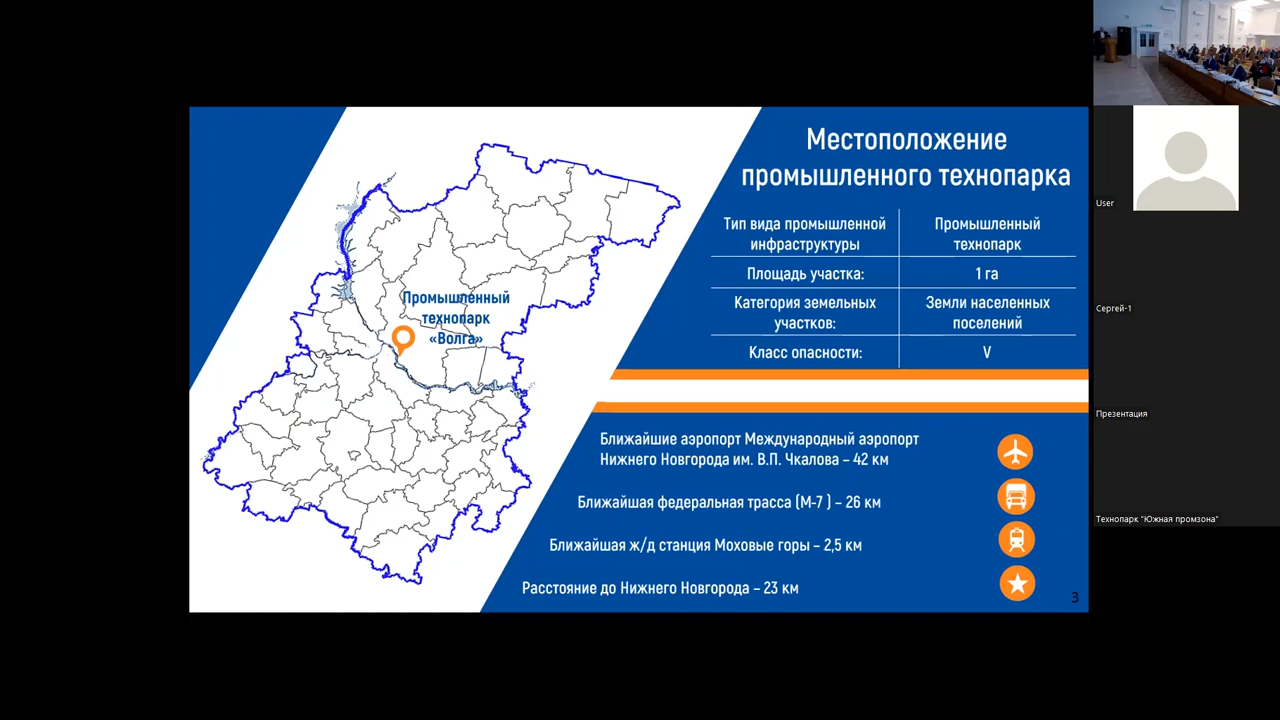 Местоположение
промышленного технопарка
Тип вида промышленной
инфраструктуры
Промышленный
технопарк
Площадь участка:
1 га
Категория земельных
участков:
Земли населенных
поселений
Класс опасности:
V
Промышленный
технопарк
«Волга»
Ближайшие аэропорт Международный аэропорт
Нижнего Новгорода им. В.П. Чкалова – 42 км
Ближайшая федеральная трасса (М-7 ) – 26 км
Ближайшая ж/д станция Моховые горы – 2,5 км
Расстояние до Нижнего Новгорода – 23 км
3
User
Сергей-1
Презентация
Технопарк "Южная промзона"